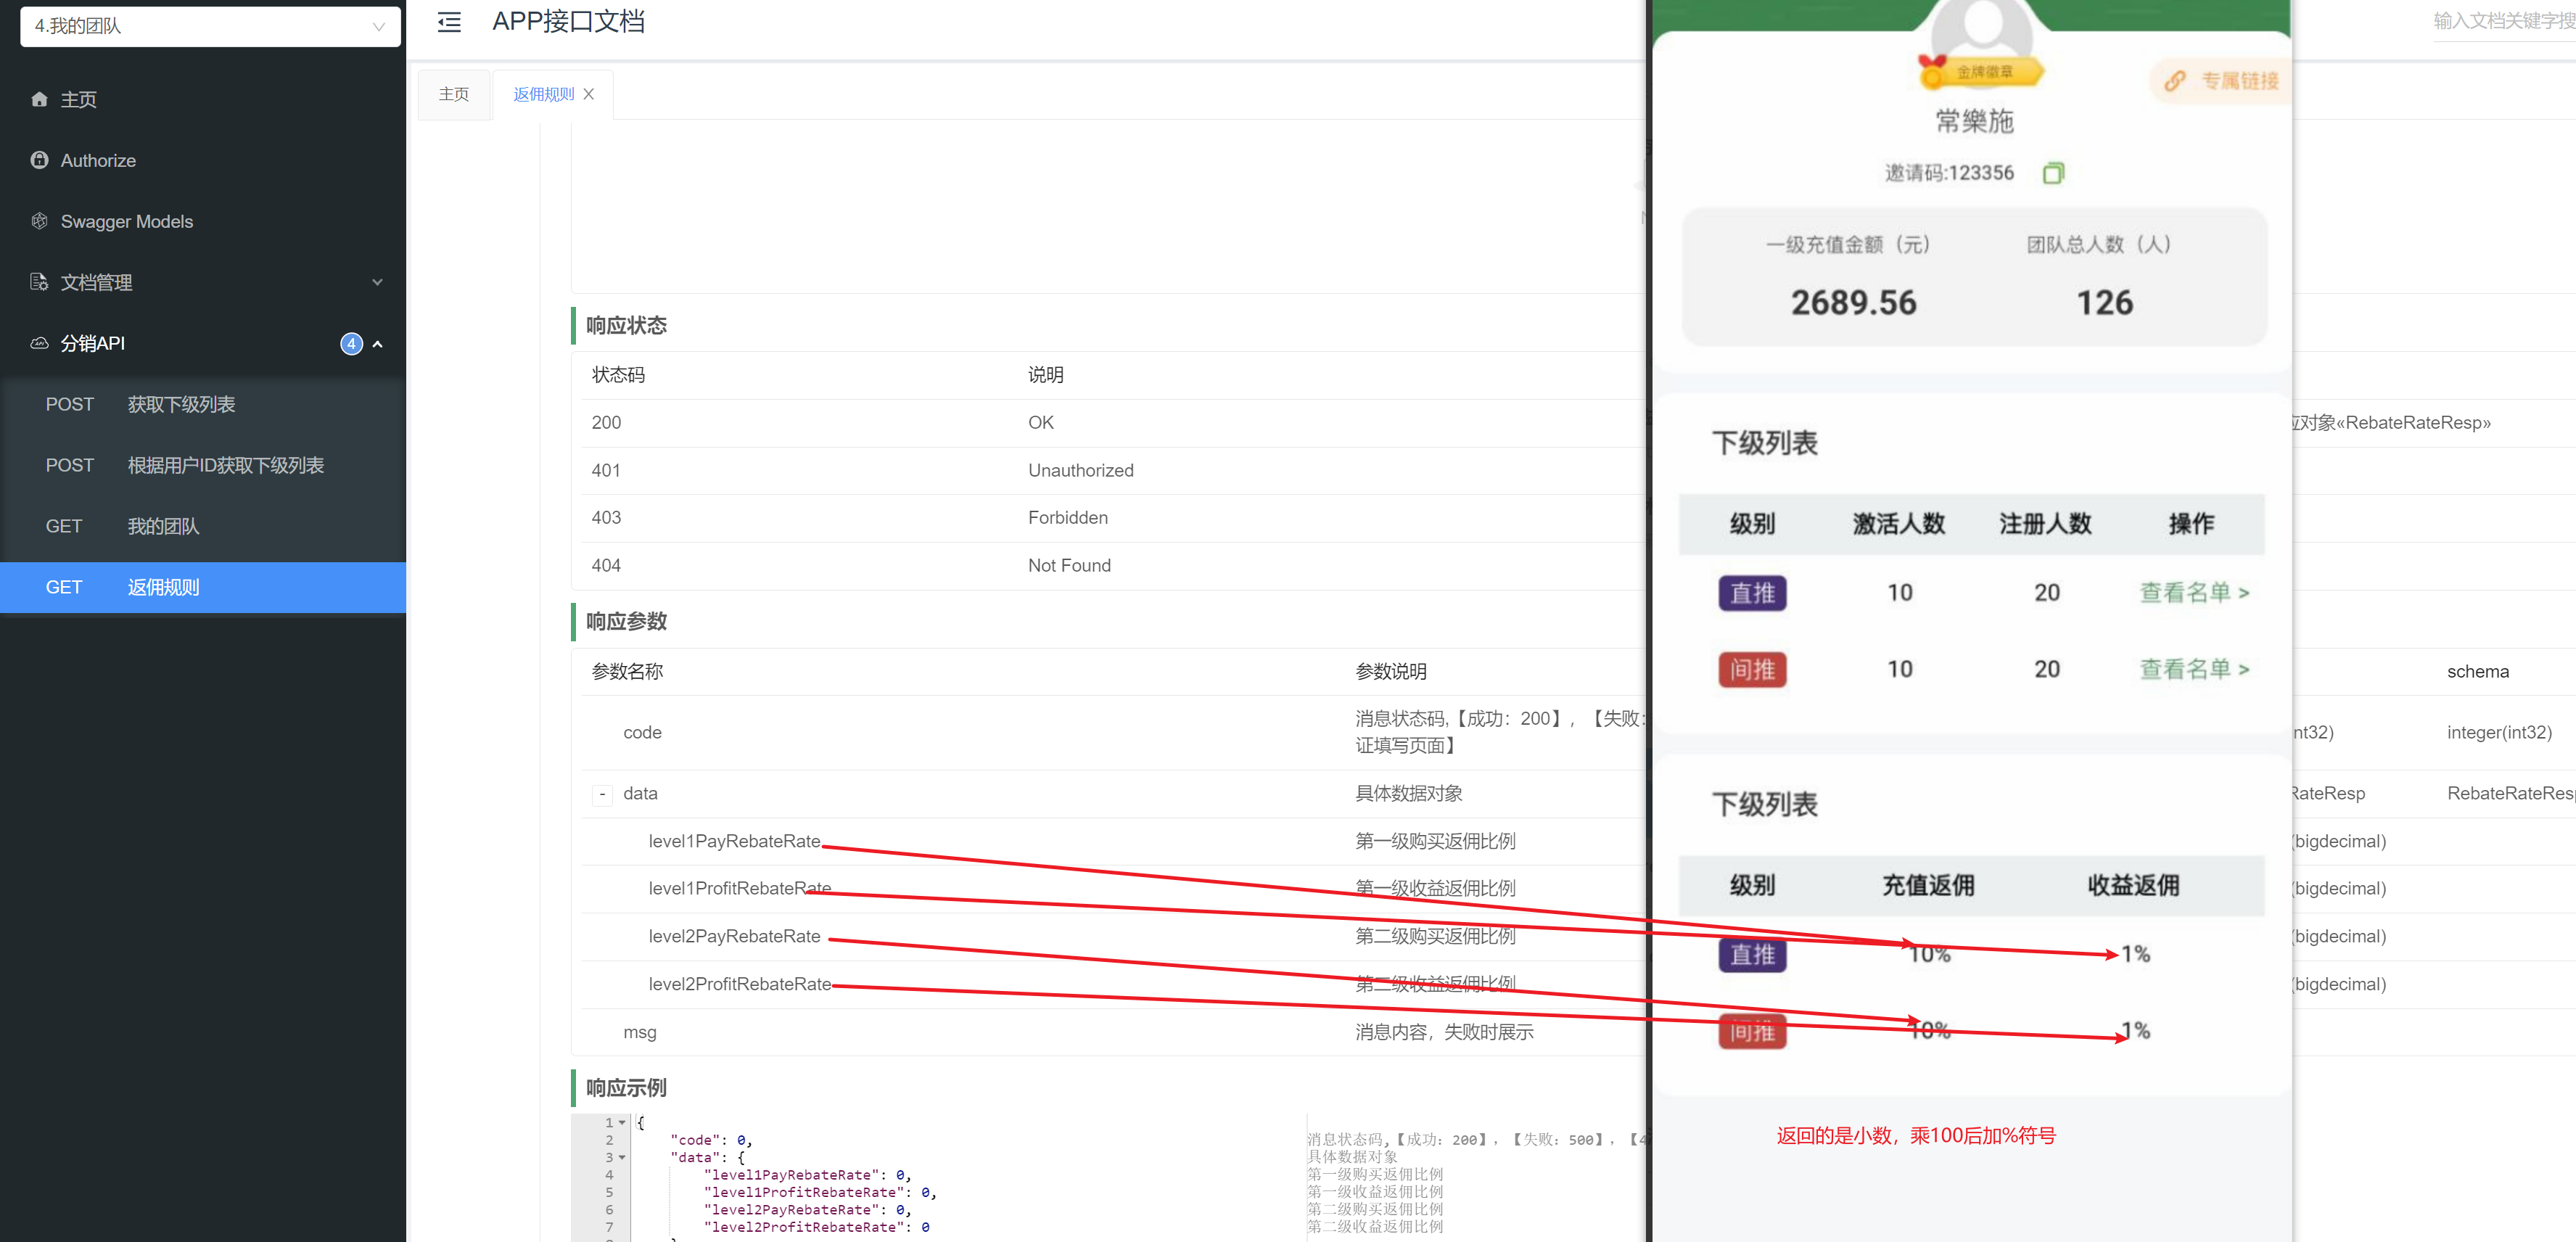 4.我的团队
主页
Authorize
Swagger Models
文档管理
分销API
4
POST 获取下级列表
POST 根据用户ID获取下级列表
GET 我的团队
GET 返佣规则
APP接口文档
输入文档关键字搜
主页
返佣规则
响应状态
状态码 说明
200 OK
应对象«RebateRateResp»
401 Unauthorized
403 Forbidden
404 Not Found
响应参数
参数名称 参数说明 schema
code 消息状态码,【成功：200】，【失败:
证填写页面】
nt32) integer(int32)
- data 具体数据对象 RateResp RebateRateResp
level1PayRebateRate 第一级购买返佣比例 (bigdecimal)
level1ProfitRebateRate 第一级收益返佣比例 (bigdecimal)
level2PayRebateRate 第二级购买返佣比例 (bigdecimal)
level2ProfitRebateRate 第二级收益返佣比例 (bigdecimal)
msg 消息内容，失败时展示
响应示例
1 {
2 "code": 0, 消息状态码,【成功：200】，【失败：500】，【4
3 "data": { 具体数据对象
4 "level1PayRebateRate": 0, 第一级购买返佣比例
5 "level1ProfitRebateRate": 0, 第一级收益返佣比例
6 "level2PayRebateRate": 0, 第二级购买返佣比例
7 "level2ProfitRebateRate": 0 第二级收益返佣比例
金牌徽章
专属链接
常樂施
邀请码:123356
一级充值金额（元） 团队总人数（人）
2689.56 126
下级列表
级别 激活人数 注册人数 操作
直推 10 20 查看名单 >
间推 10 20 查看名单 >
下级列表
级别 充值返佣 收益返佣
直推 10% 1%
间推 10% 1%
返回的是小数，乘100后加%符号